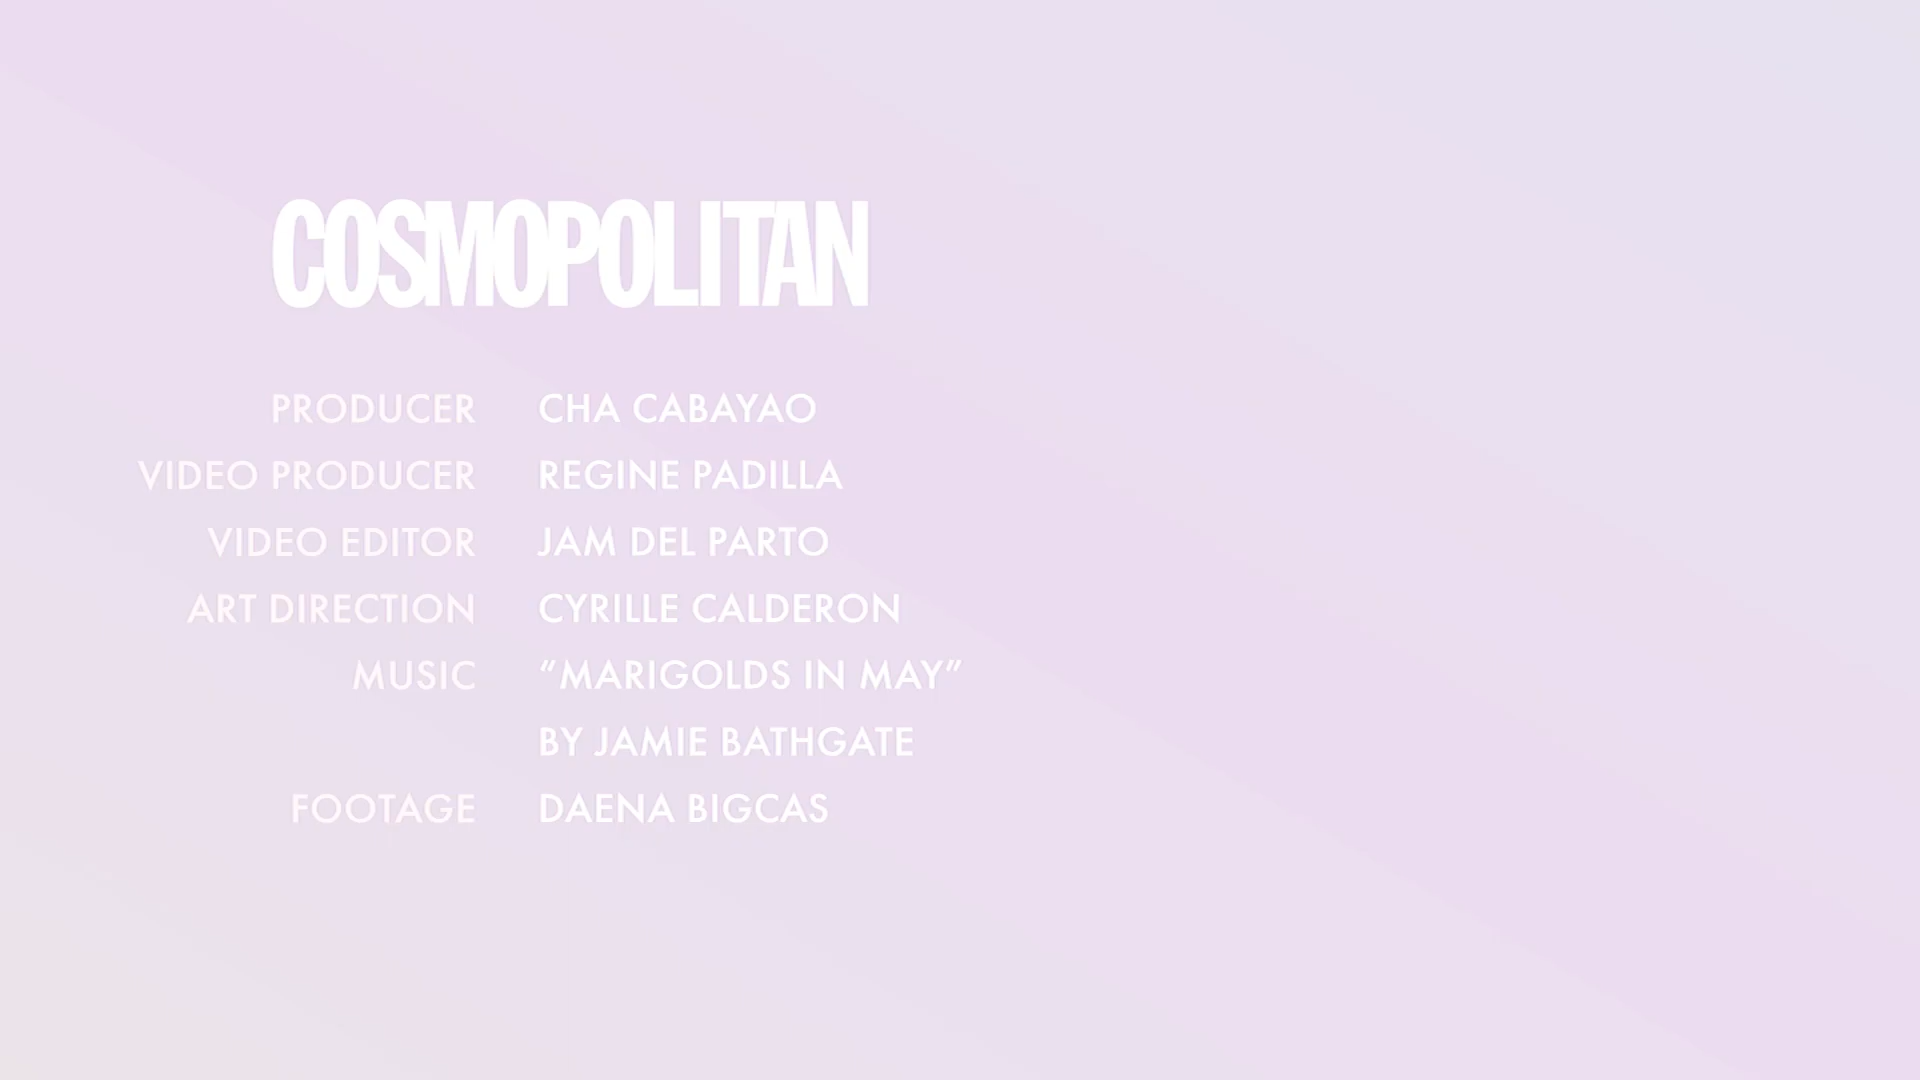 COSMOPOLITAN
PRODUCER CHA CABAYAO
VIDEO PRODUCER REGINE PADILLA
VIDEO EDITOR JAM DEL PARTO
ART DIRECTION CYRILLE CALDERON
MUSIC “MARIGOLDS IN MAY”
BY JAMIE BATHGATE
FOOTAGE DAENA BIGCAS